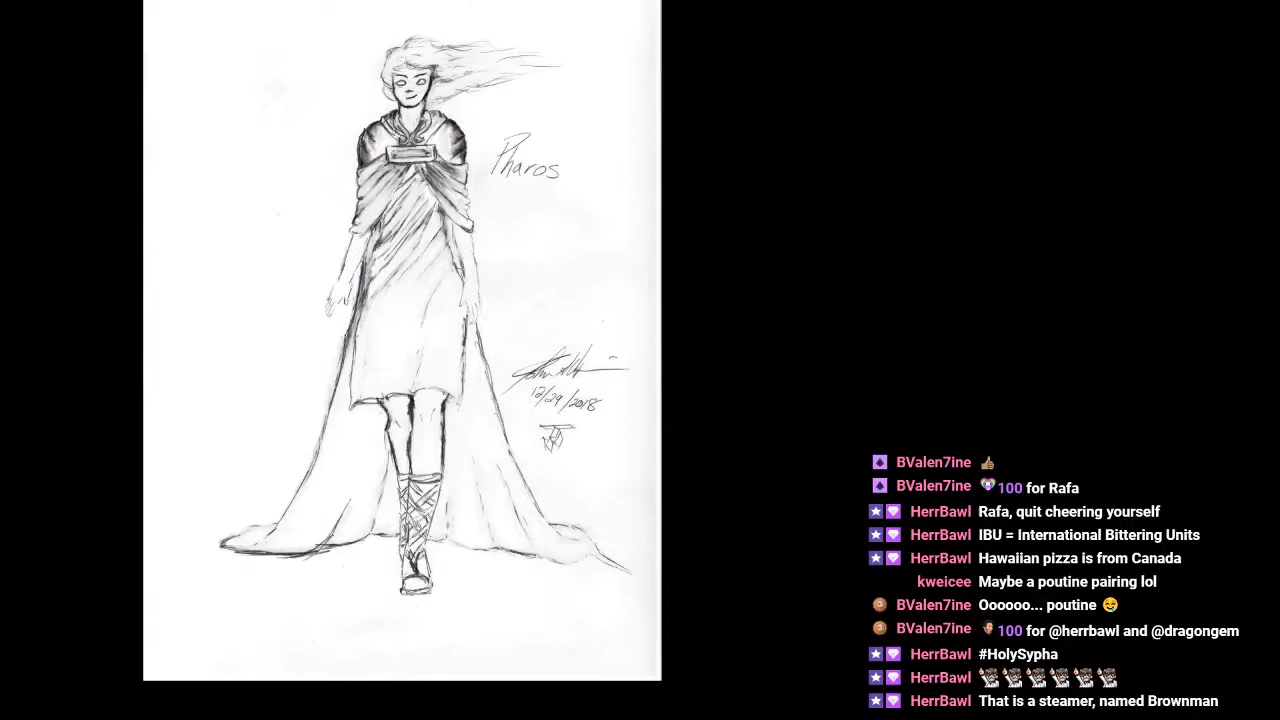 Pharos
12/29/2018
BValen7ine 👍🏽
BValen7ine 100 for Rafa
HerrBawl Rafa, quit cheering yourself
HerrBawl IBU = International Bittering Units
HerrBawl Hawaiian pizza is from Canada
kweicee Maybe a poutine pairing lol
BValen7ine Oooooo... poutine 🤣
BValen7ine 100 for @herrbawl and @dragongem
HerrBawl #HolySypha
HerrBawl
HerrBawl That is a steamer, named Brownman